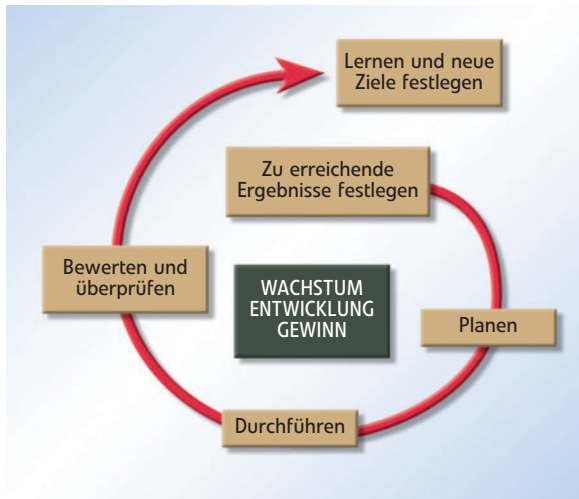 Lernen und neue
Ziele festlegen
Zu erreichende
Ergebnisse festlegen
Bewerten und
überprüfen
WACHSTUM
ENTWICKLUNG
GEWINN
Planen
Durchführen